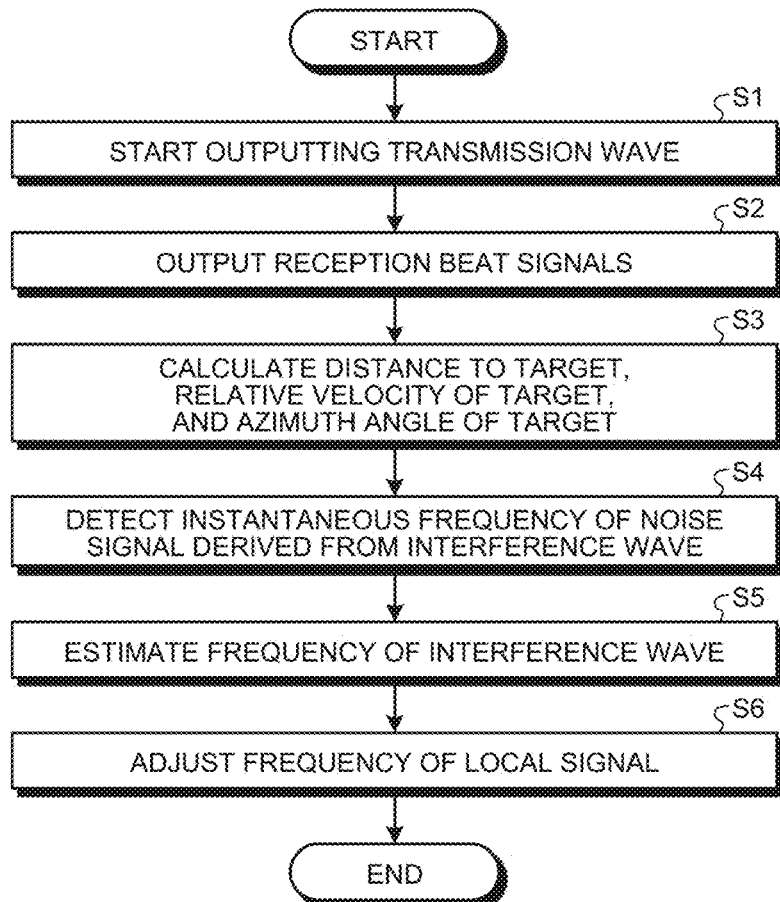 START
S1
START OUTPUTTING TRANSMISSION WAVE
S2
OUTPUT RECEPTION BEAT SIGNALS
S3
CALCULATE DISTANCE TO TARGET,
RELATIVE VELOCITY OF TARGET,
AND AZIMUTH ANGLE OF TARGET
S4
DETECT INSTANTANEOUS FREQUENCY OF NOISE
SIGNAL DERIVED FROM INTERFERENCE WAVE
S5
ESTIMATE FREQUENCY OF INTERFERENCE WAVE
S6
ADJUST FREQUENCY OF LOCAL SIGNAL
END